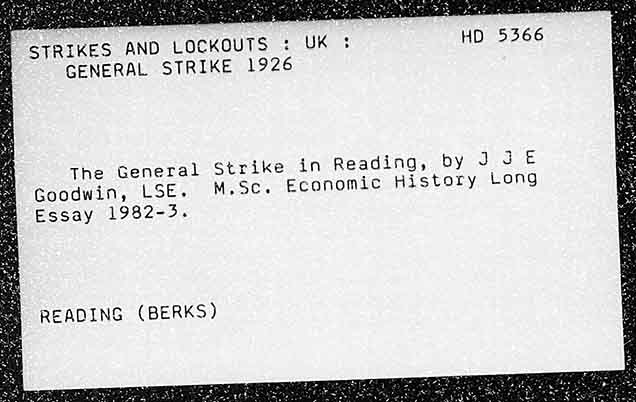 STRIKES AND LOCKOUTS : UK : HD 5366
GENERAL STRIKE 1926
The General Strike in Reading, by J J E
Goodwin, LSE. M.Sc. Economic History Long
Essay 1982-3.
READING (BERKS)